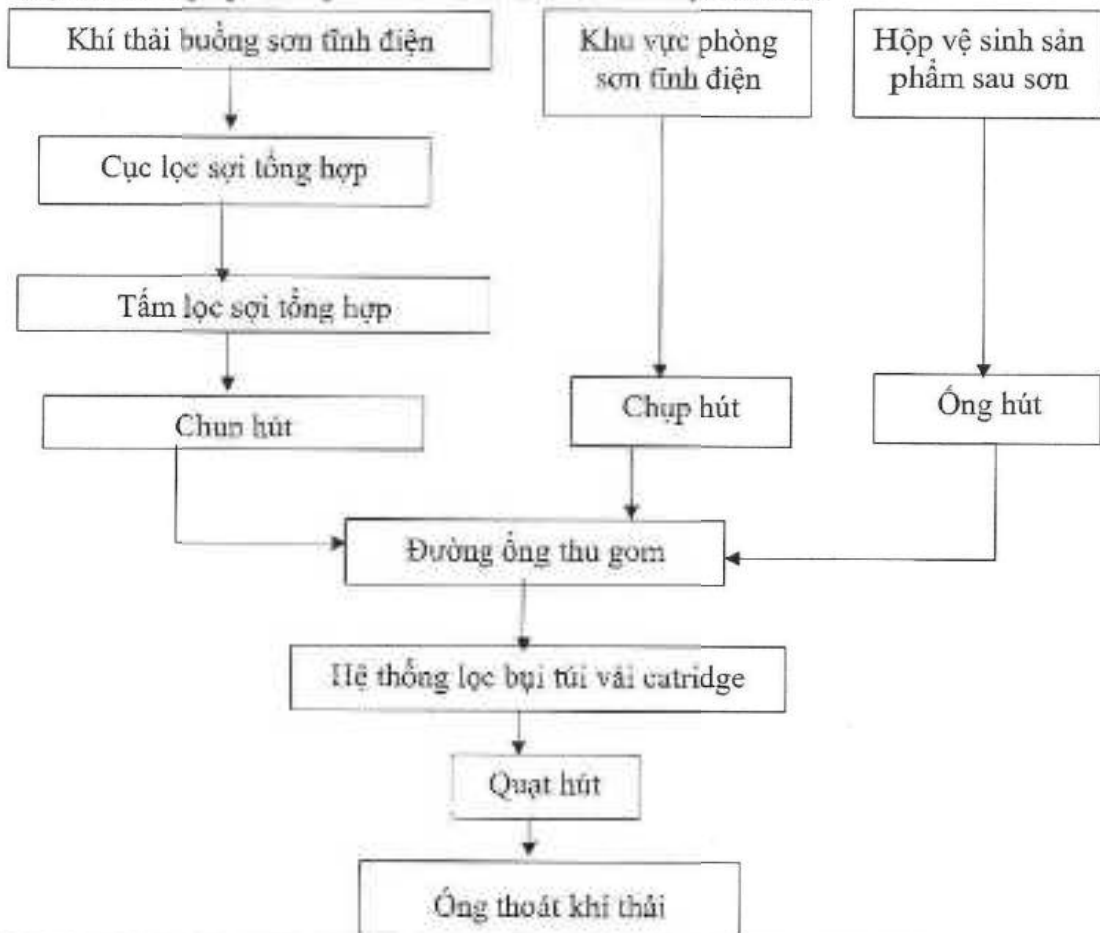 Khí thải buồng sơn tĩnh điện
Khu vực phòng
sơn tĩnh điện
Hộp vệ sinh sản
phẩm sau sơn
Cục lọc sợi tổng hợp
Tấm lọc sợi tổng hợp
Chụp hút
Chụp hút
Ống hút
Đường ống thu gom
Hệ thống lọc bụi túi vải catridge
Quạt hút
Ống thoát khí thải